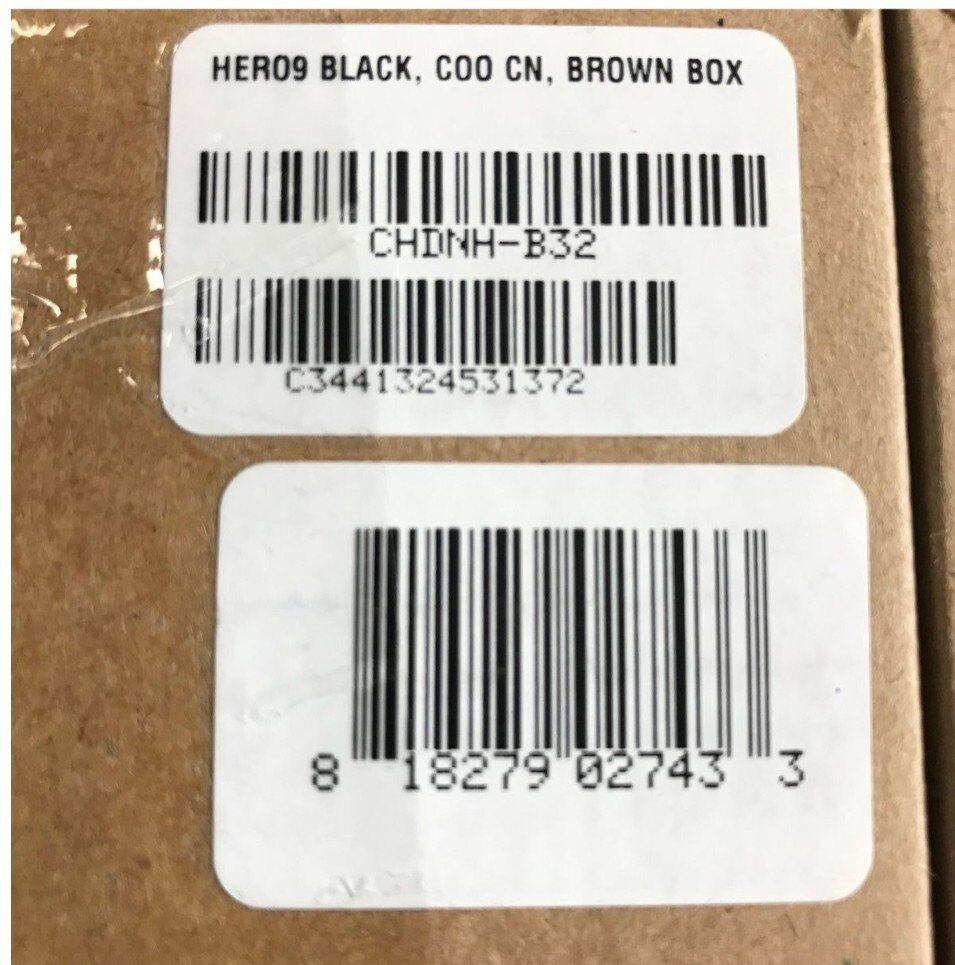 HERO9 BLACK, COO CN, BROWN BOX
CHDNH-B32
C3441324531372
8 18279 02743 3